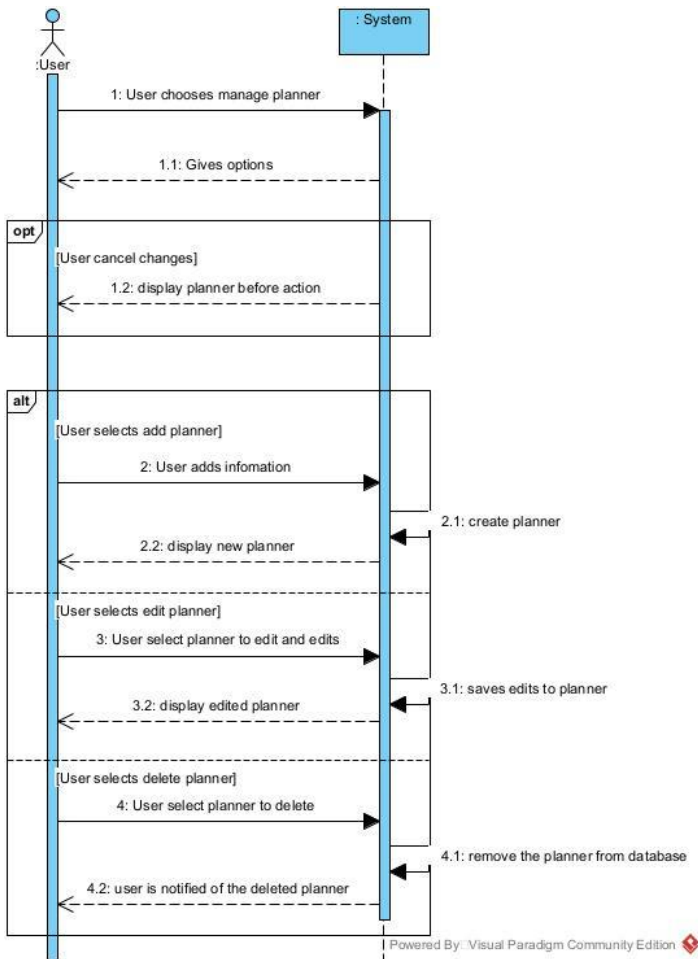 : System
:User
1: User chooses manage planner
1.1: Gives options
opt
[User cancel changes]
1.2: display planner before action
alt
[User selects add planner]
2: User adds infomation
2.1: create planner
2.2: display new planner
[User selects edit planner]
3: User select planner to edit and edits
3.1: saves edits to planner
3.2: display edited planner
[User selects delete planner]
4: User select planner to delete
4.1: remove the planner from database
4.2: user is notified of the deleted planner
Powered By: Visual Paradigm Community Edition